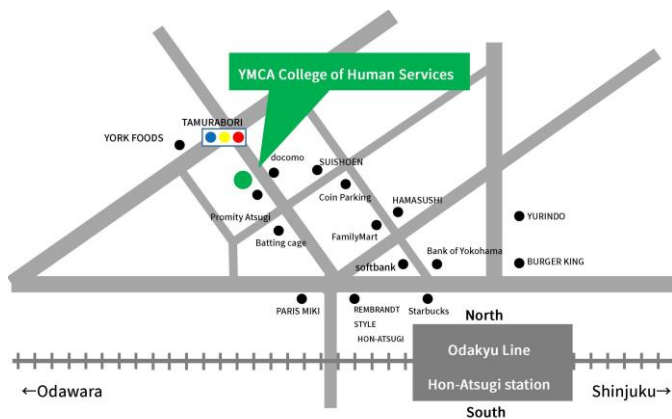 YMCA College of Human Services
TAMURABORI
YORK FOODS
docomo
SUISHOEN
Coin Parking
Promity Atsugi
HAMASUSHI
YURINDO
Batting cage
FamilyMart
Bank of Yokohama
softbank
BURGER KING
PARIS MIKI
REMBRANDT
STYLE
HON-ATSUGI
Starbucks
North
Odakyu Line
Hon-Atsugi station
←Odawara
Shinjuku→
South